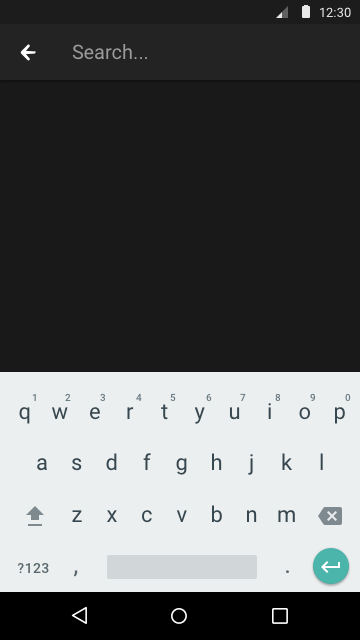 12:30
Search...
1 2 3 4 5 6 7 8 9 0
q w e r t y u i o p
a s d f g h j k l
z x c v b n m
?123 , .